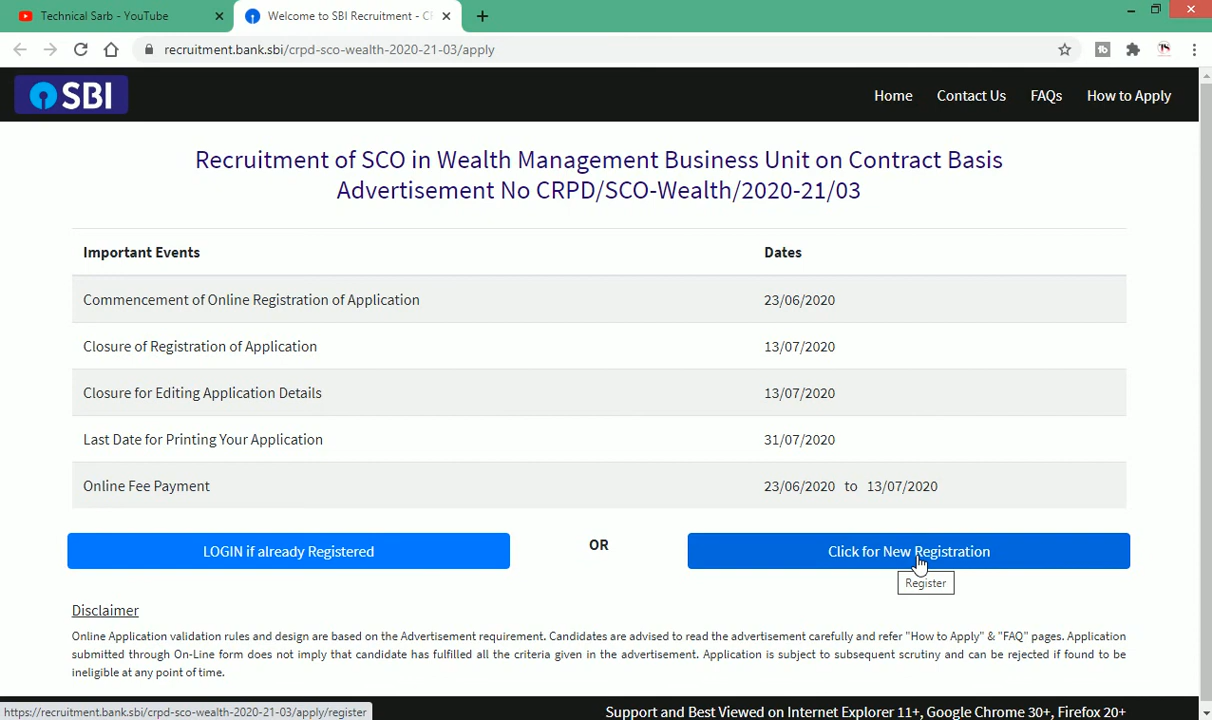 Technical Sarb - YouTube
Welcome to SBI Recruitment - C
recruitment.bank.sbi/crpd-sco-wealth-2020-21-03/apply
SBI
Home Contact Us FAQs How to Apply
Recruitment of SCO in Wealth Management Business Unit on Contract Basis
Advertisement No CRPD/SCO-Wealth/2020-21/03
Important Events Dates
Commencement of Online Registration of Application 23/06/2020
Closure of Registration of Application 13/07/2020
Closure for Editing Application Details 13/07/2020
Last Date for Printing Your Application 31/07/2020
Online Fee Payment 23/06/2020 to 13/07/2020
LOGIN if already Registered OR Click for New Registration
Register
Disclaimer
Online Application validation rules and design are based on the Advertisement requirement. Candidates are advised to read the advertisement carefully and refer "How to Apply" & "FAQ" pages. Application
submitted through On-Line form does not imply that candidate has fulfilled all the criteria given in the advertisement. Application is subject to subsequent scrutiny and can be rejected if found to be
ineligible at any point of time.
https://recruitment.bank.sbi/crpd-sco-wealth-2020-21-03/apply/register
Support and Best Viewed on Internet Explorer 11+, Google Chrome 30+, Firefox 20+